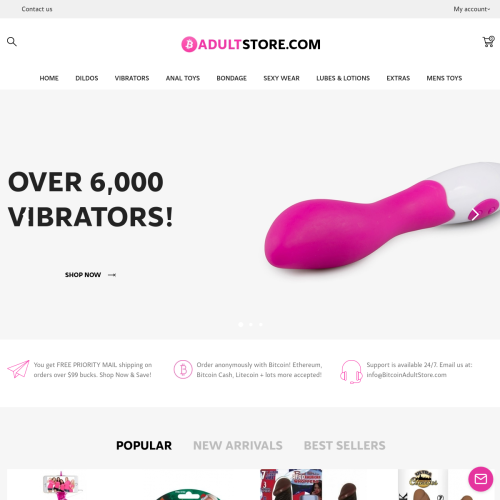 Contact us
My account
0
ADULTSTORE.COM
HOME DILDOS VIBRATORS ANAL TOYS BONDAGE SEXY WEAR LUBES & LOTIONS EXTRAS MENS TOYS
OVER 6,000
VIBRATORS!
SHOP NOW
You get FREE PRIORITY MAIL shipping on
orders over $99 bucks. Shop Now & Save!
Order anonymously with Bitcoin! Ethereum,
Bitcoin Cash, Litecoin + lots more accepted!
Support is available 24/7. Email us at:
info@BitcoinAdultStore.com
POPULAR NEW ARRIVALS BEST SELLERS